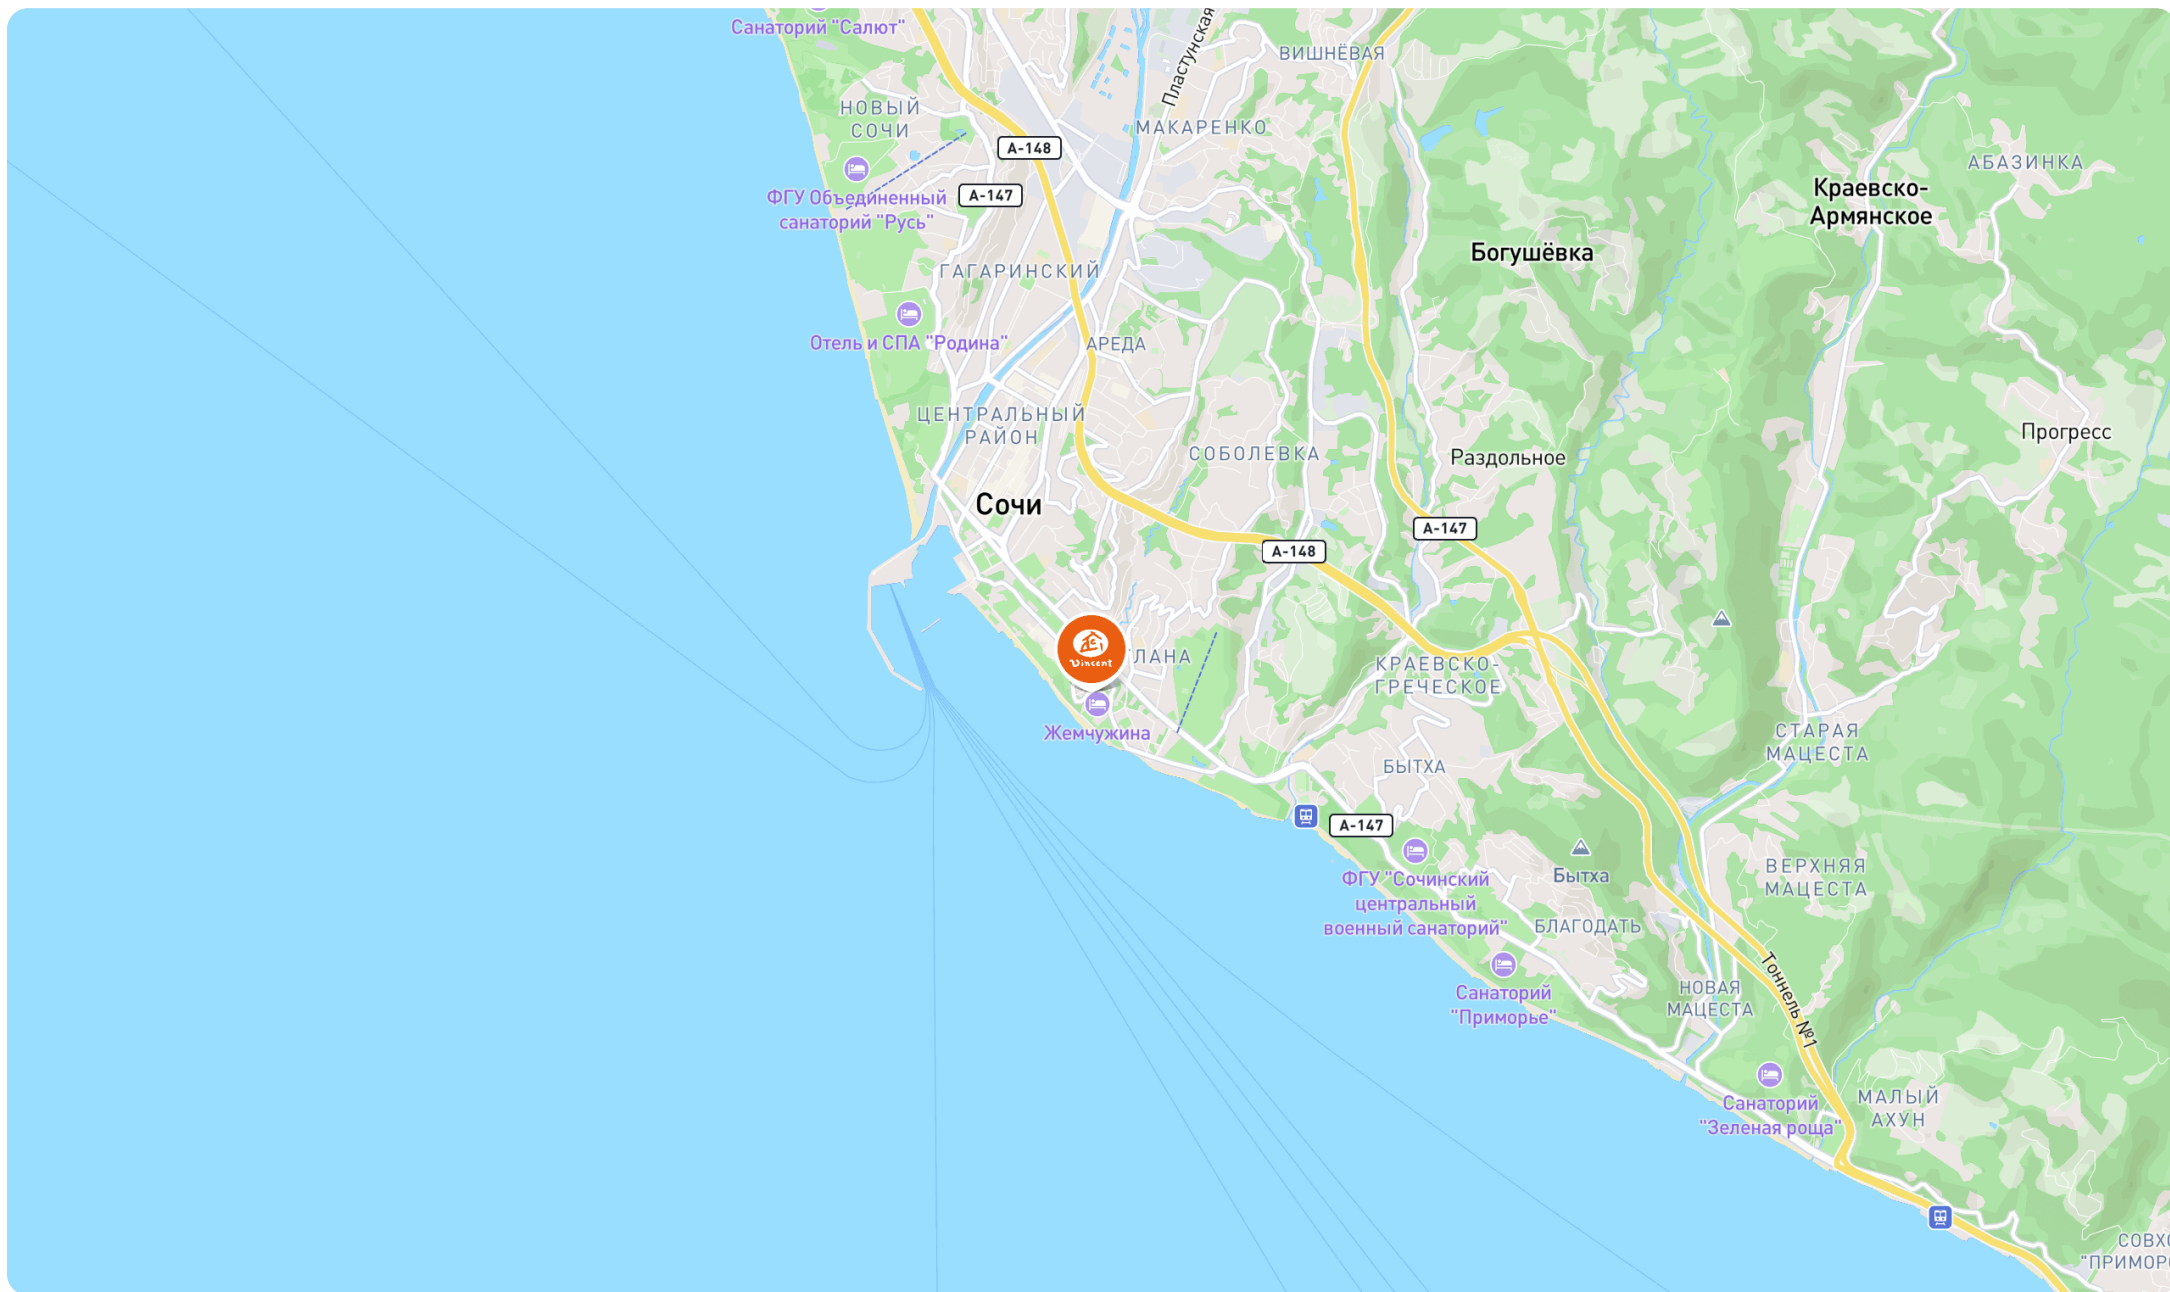 Санаторий "Салют"
Пластунская
ВИШНЁВАЯ
НОВЫЙ
СОЧИ
МАКАРЕНКО
А-148
АБАЗИНКА
ФГУ Объединенный
санаторий "Русь"
А-147
Краевско-
Армянское
Богушёвка
ГАГАРИНСКИЙ
Отель и СПА "Родина"
АРЕДА
ЦЕНТРАЛЬНЫЙ
РАЙОН
СОБОЛЕВКА
Раздольное
Прогресс
Сочи
А-147
А-148
Vincent
ЛАНА
КРАЕВСКО-
ГРЕЧЕСКОЕ
Жемчужина
СТАРАЯ
МАЦЕСТА
БЫТХА
А-147
ФГУ "Сочинский
центральный
военный санаторий"
Бытха
ВЕРХНЯЯ
МАЦЕСТА
БЛАГОДАТЬ
Санаторий
"Приморье"
НОВАЯ
МАЦЕСТА
Тоннель №1
Санаторий
"Зеленая роща"
МАЛЫЙ
АХУН
СОВХО
"ПРИМОР